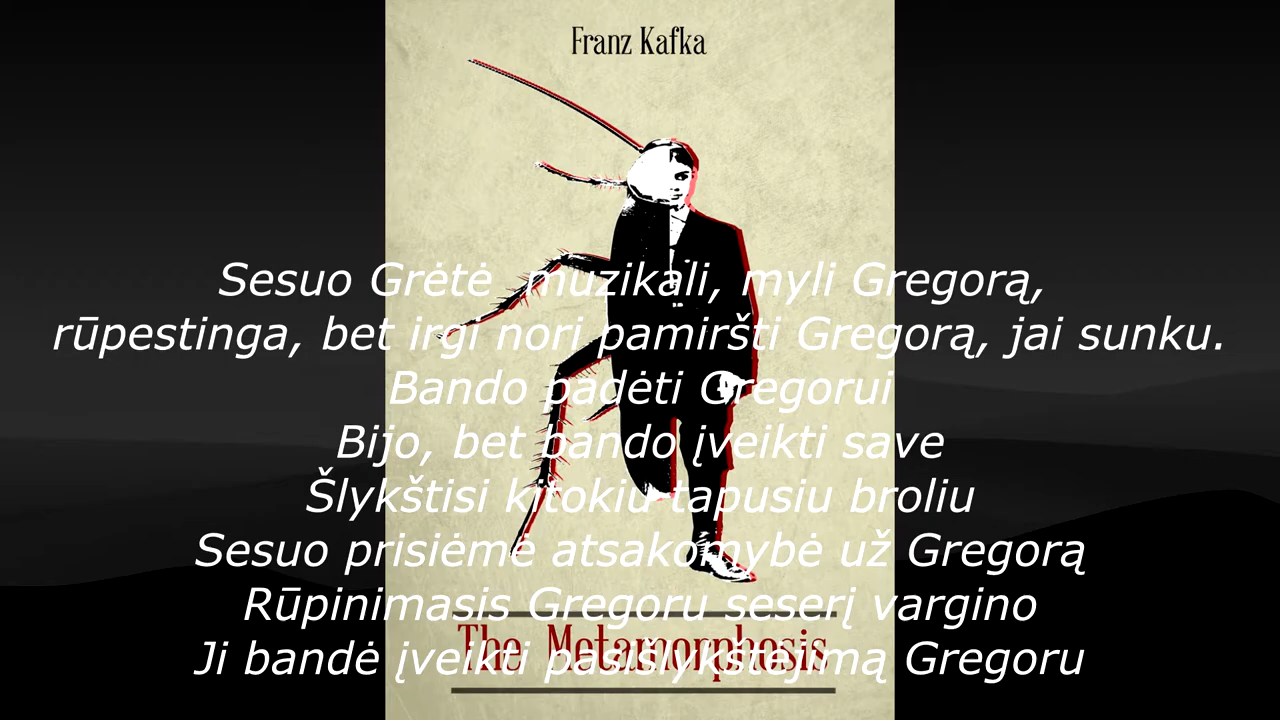 Franz Kafka
Sesuo Grėtė  muzikali, myli Gregorą,
rūpestinga, bet irgi nori pamiršti Gregorą, jai sunku.
Bando padėti Gregorui
Bijo, bet bando įveikti save
Šlykštisi kitokiu tapusiu broliu
Sesuo prisiėmė atsakomybė už Gregorą
Rūpinimasis Gregoru seserį vargino
The Metamorphosis
Ji bandė įveikti pasišlykštėjimą Gregoru